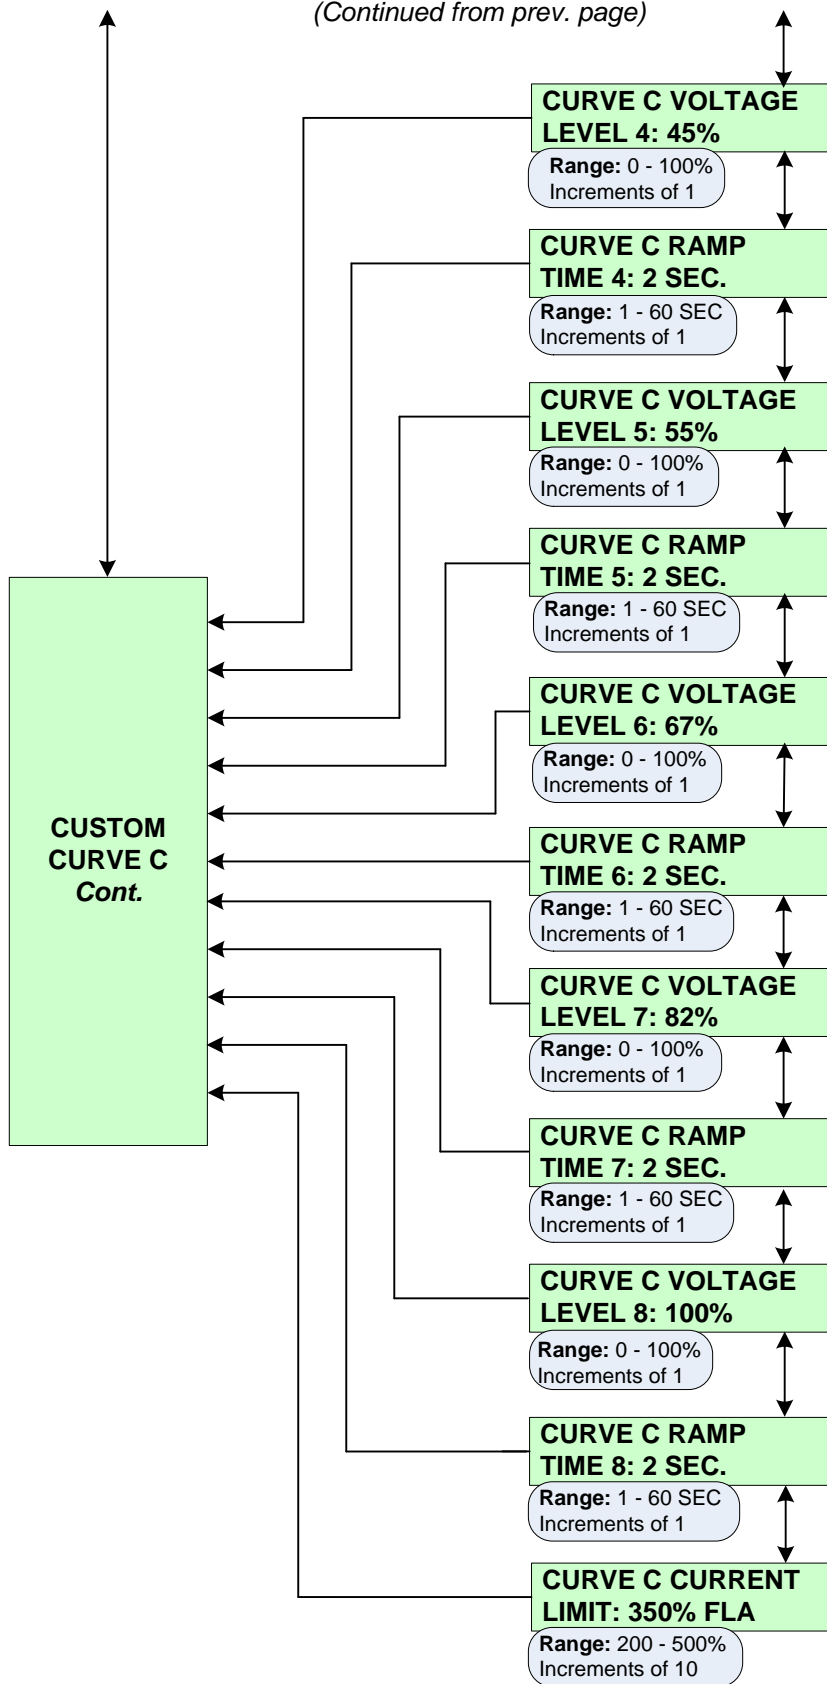 (Continued from prev. page)
CURVE C VOLTAGE
LEVEL 4: 45%
Range: 0 - 100%
Increments of 1
CURVE C RAMP
TIME 4: 2 SEC.
Range: 1 - 60 SEC
Increments of 1
CURVE C VOLTAGE
LEVEL 5: 55%
Range: 0 - 100%
Increments of 1
CURVE C RAMP
TIME 5: 2 SEC.
Range: 1 - 60 SEC
Increments of 1
CURVE C VOLTAGE
LEVEL 6: 67%
Range: 0 - 100%
Increments of 1
CUSTOM
CURVE C
Cont.
CURVE C RAMP
TIME 6: 2 SEC.
Range: 1 - 60 SEC
Increments of 1
CURVE C VOLTAGE
LEVEL 7: 82%
Range: 0 - 100%
Increments of 1
CURVE C RAMP
TIME 7: 2 SEC.
Range: 1 - 60 SEC
Increments of 1
CURVE C VOLTAGE
LEVEL 8: 100%
Range: 0 - 100%
Increments of 1
CURVE C RAMP
TIME 8: 2 SEC.
Range: 1 - 60 SEC
Increments of 1
CURVE C CURRENT
LIMIT: 350% FLA
Range: 200 - 500%
Increments of 10